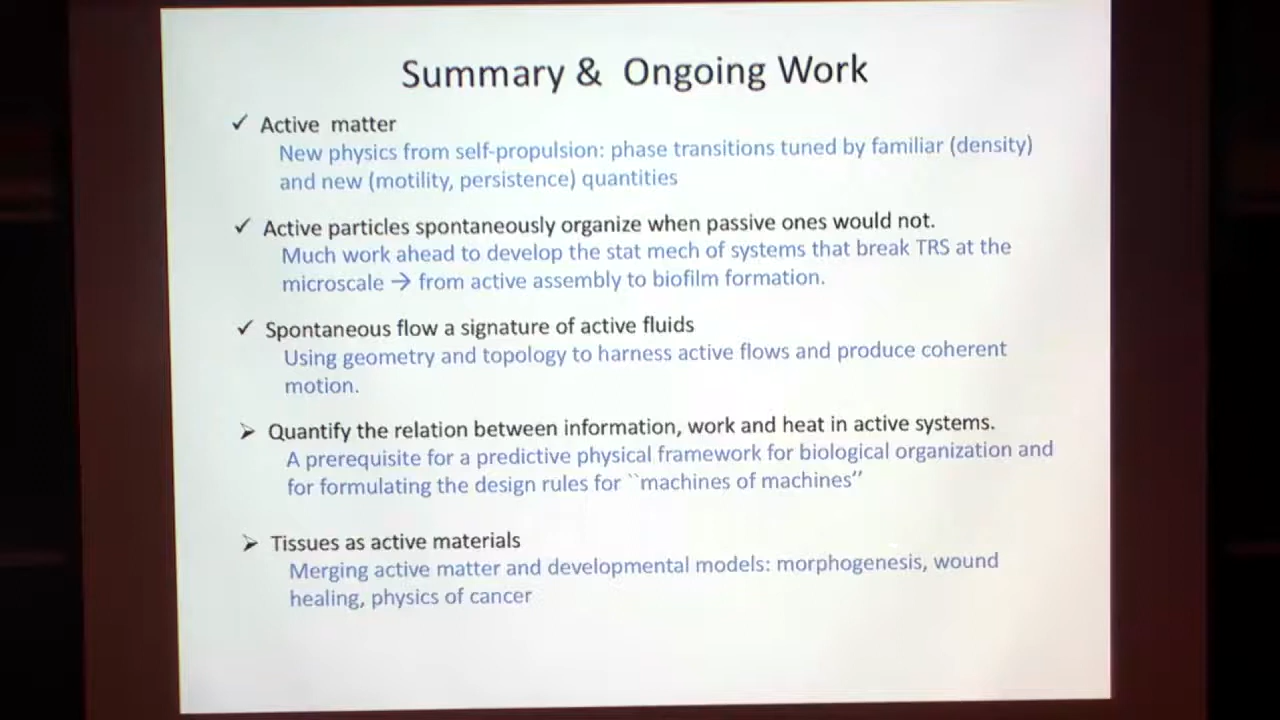 Summary & Ongoing Work
✓ Active matter
New physics from self-propulsion: phase transitions tuned by familiar (density)
and new (motility, persistence) quantities
✓ Active particles spontaneously organize when passive ones would not.
Much work ahead to develop the stat mech of systems that break TRS at the
microscale → from active assembly to biofilm formation.
✓ Spontaneous flow a signature of active fluids
Using geometry and topology to harness active flows and produce coherent
motion.
➢ Quantify the relation between information, work and heat in active systems.
A prerequisite for a predictive physical framework for biological organization and
for formulating the design rules for ``machines of machines’’
➢ Tissues as active materials
Merging active matter and developmental models: morphogenesis, wound
healing, physics of cancer